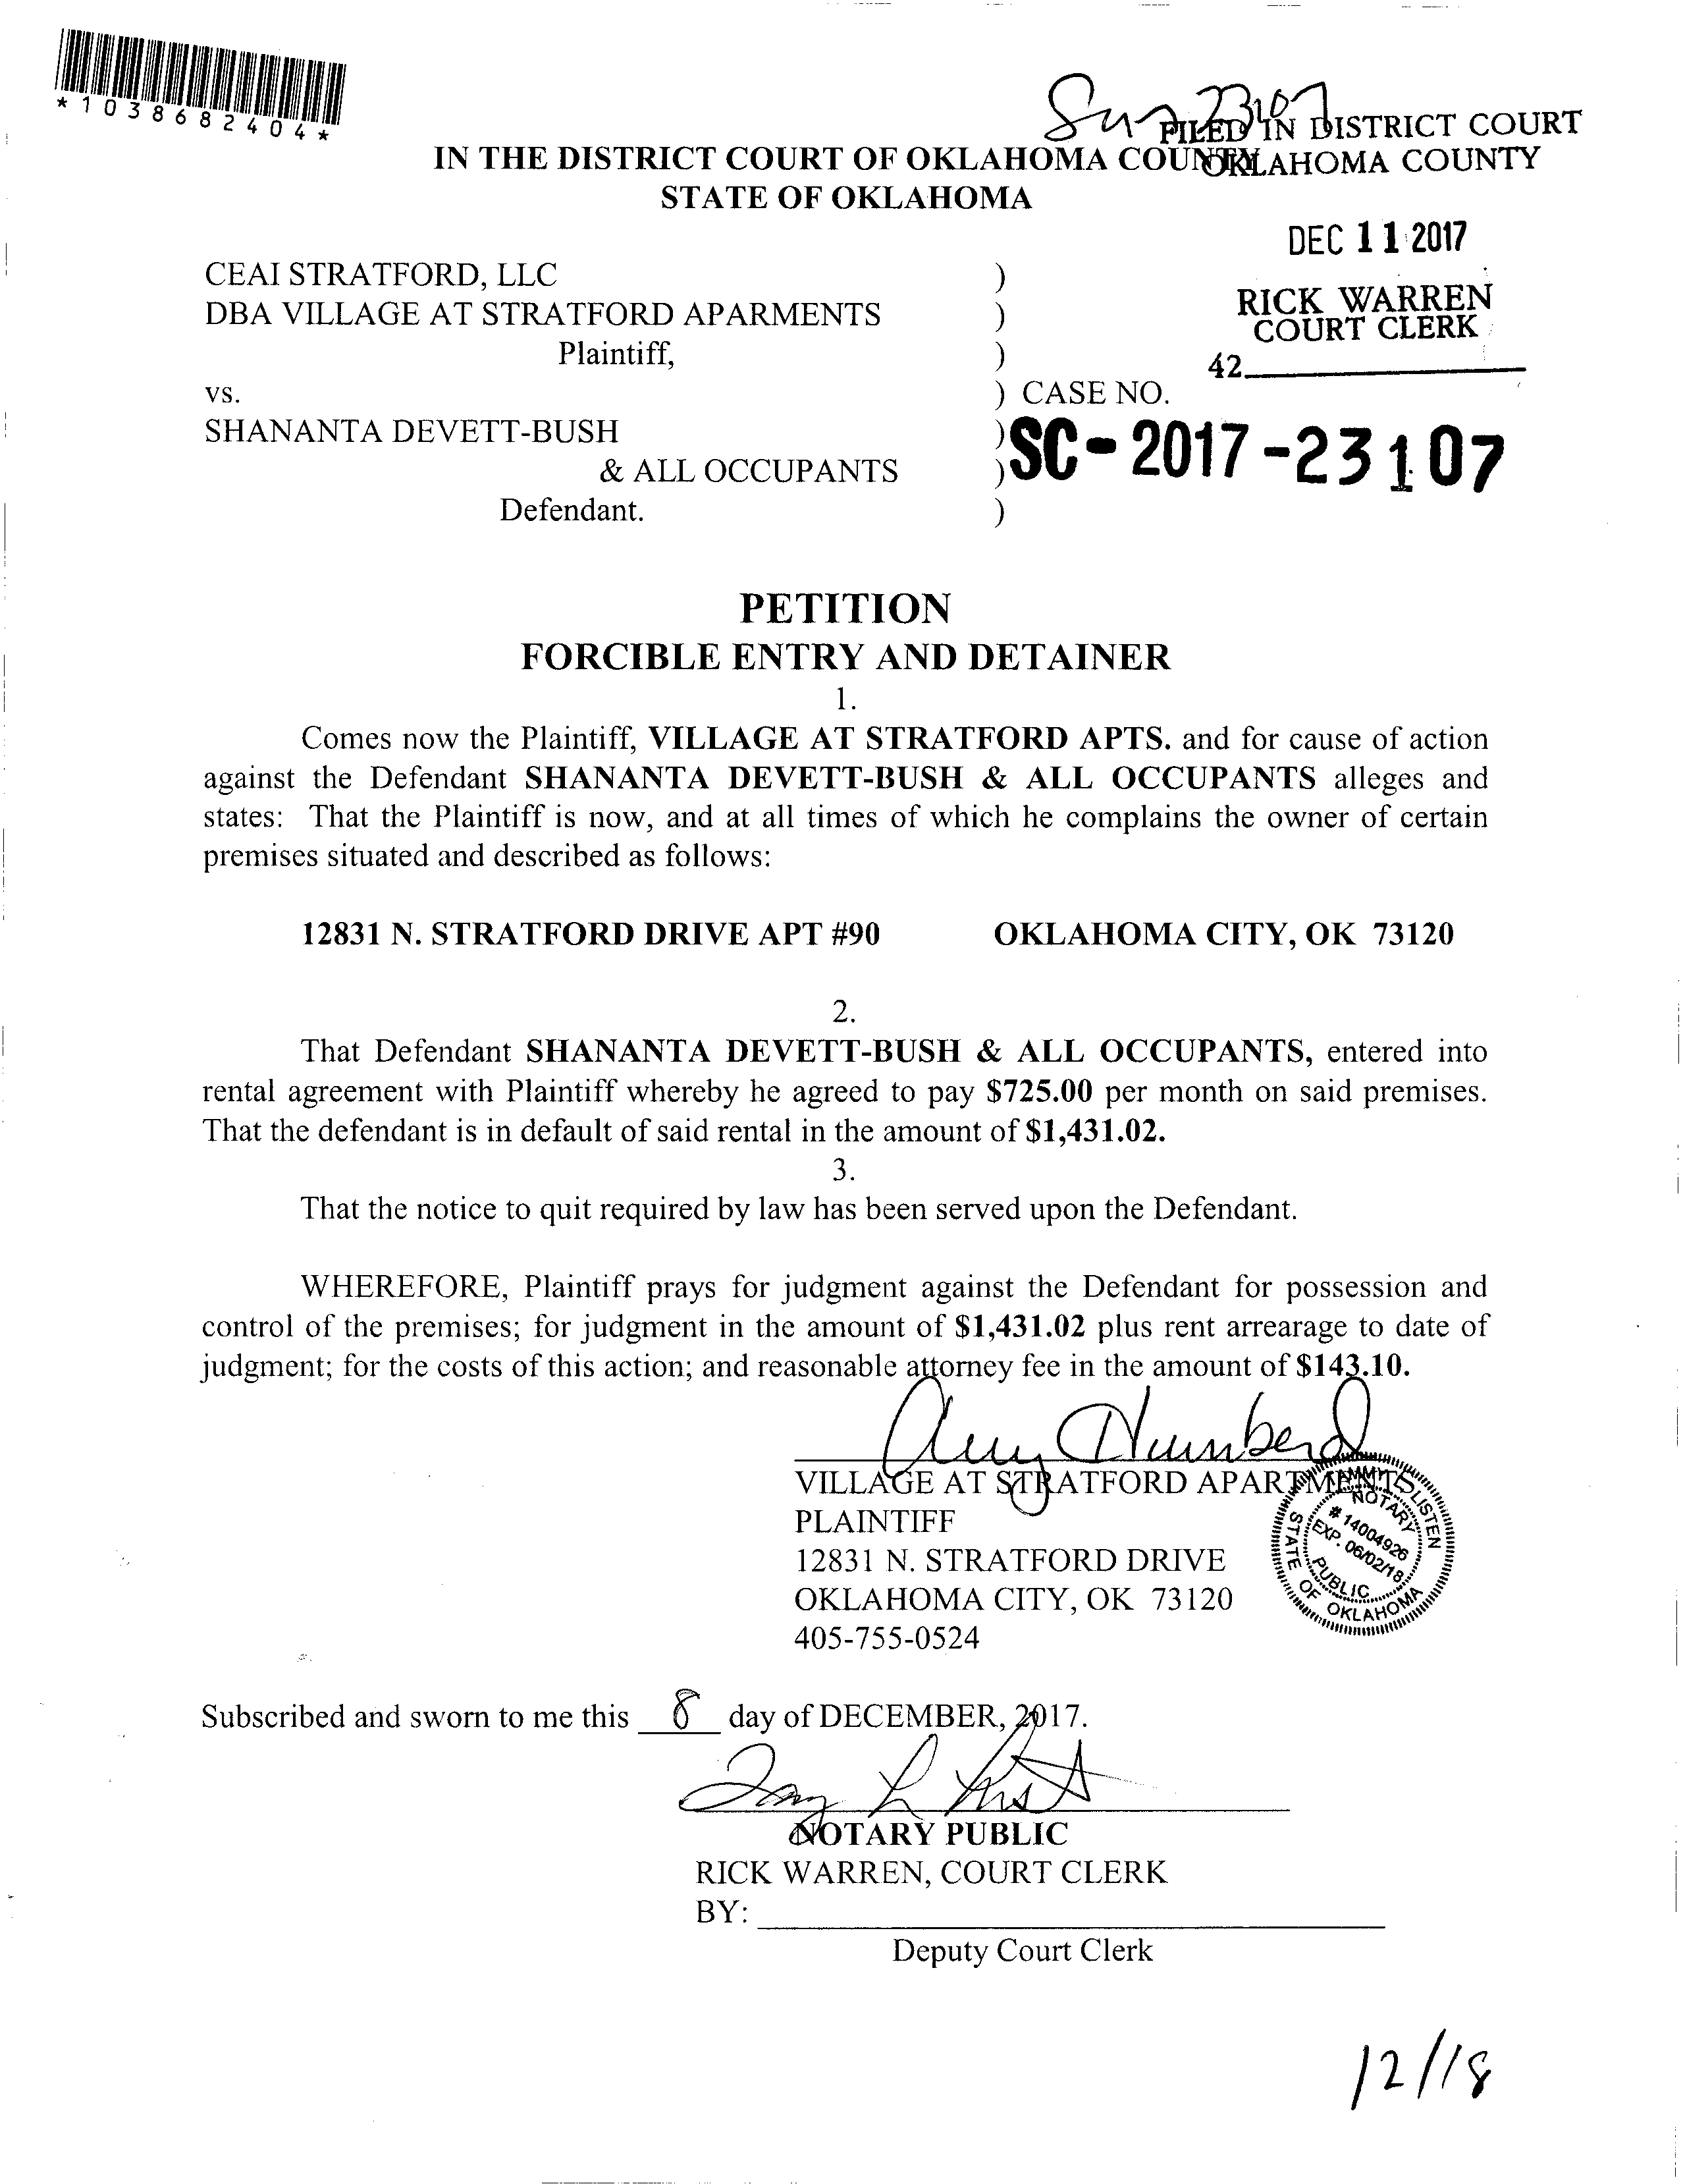 *1038682404*
FILED IN DISTRICT COURT
OKLAHOMA COUNTY
IN THE DISTRICT COURT OF OKLAHOMA COUNTY
STATE OF OKLAHOMA
DEC 11 2017
RICK WARREN
COURT CLERK
42
CEAI STRATFORD, LLC )
DBA VILLAGE AT STRATFORD APARMENTS )
Plaintiff, )
vs. ) CASE NO.
SHANANTA DEVETT-BUSH ) SC-2017-23107
& ALL OCCUPANTS )
Defendant. )
PETITION
FORCIBLE ENTRY AND DETAINER
1.
Comes now the Plaintiff, VILLAGE AT STRATFORD APTS. and for cause of action
against the Defendant SHANANTA DEVETT-BUSH & ALL OCCUPANTS alleges and
states: That the Plaintiff is now, and at all times of which he complains the owner of certain
premises situated and described as follows:
12831 N. STRATFORD DRIVE APT #90 OKLAHOMA CITY, OK 73120
2.
That Defendant SHANANTA DEVETT-BUSH & ALL OCCUPANTS, entered into
rental agreement with Plaintiff whereby he agreed to pay $725.00 per month on said premises.
That the defendant is in default of said rental in the amount of $1,431.02.
3.
That the notice to quit required by law has been served upon the Defendant.
WHEREFORE, Plaintiff prays for judgment against the Defendant for possession and
control of the premises; for judgment in the amount of $1,431.02 plus rent arrearage to date of
judgment; for the costs of this action; and reasonable attorney fee in the amount of $143.10.
Amy Humberd
VILLAGE AT STRATFORD APARTMENTS
PLAINTIFF
12831 N. STRATFORD DRIVE
OKLAHOMA CITY, OK 73120
405-755-0524
NOTARY
# 14004926
EXP. 06/02/18
PUBLIC
STATE OF OKLAHOMA
Subscribed and sworn to me this 8 day of DECEMBER, 2017.
NOTARY PUBLIC
RICK WARREN, COURT CLERK
BY:
Deputy Court Clerk
12/18